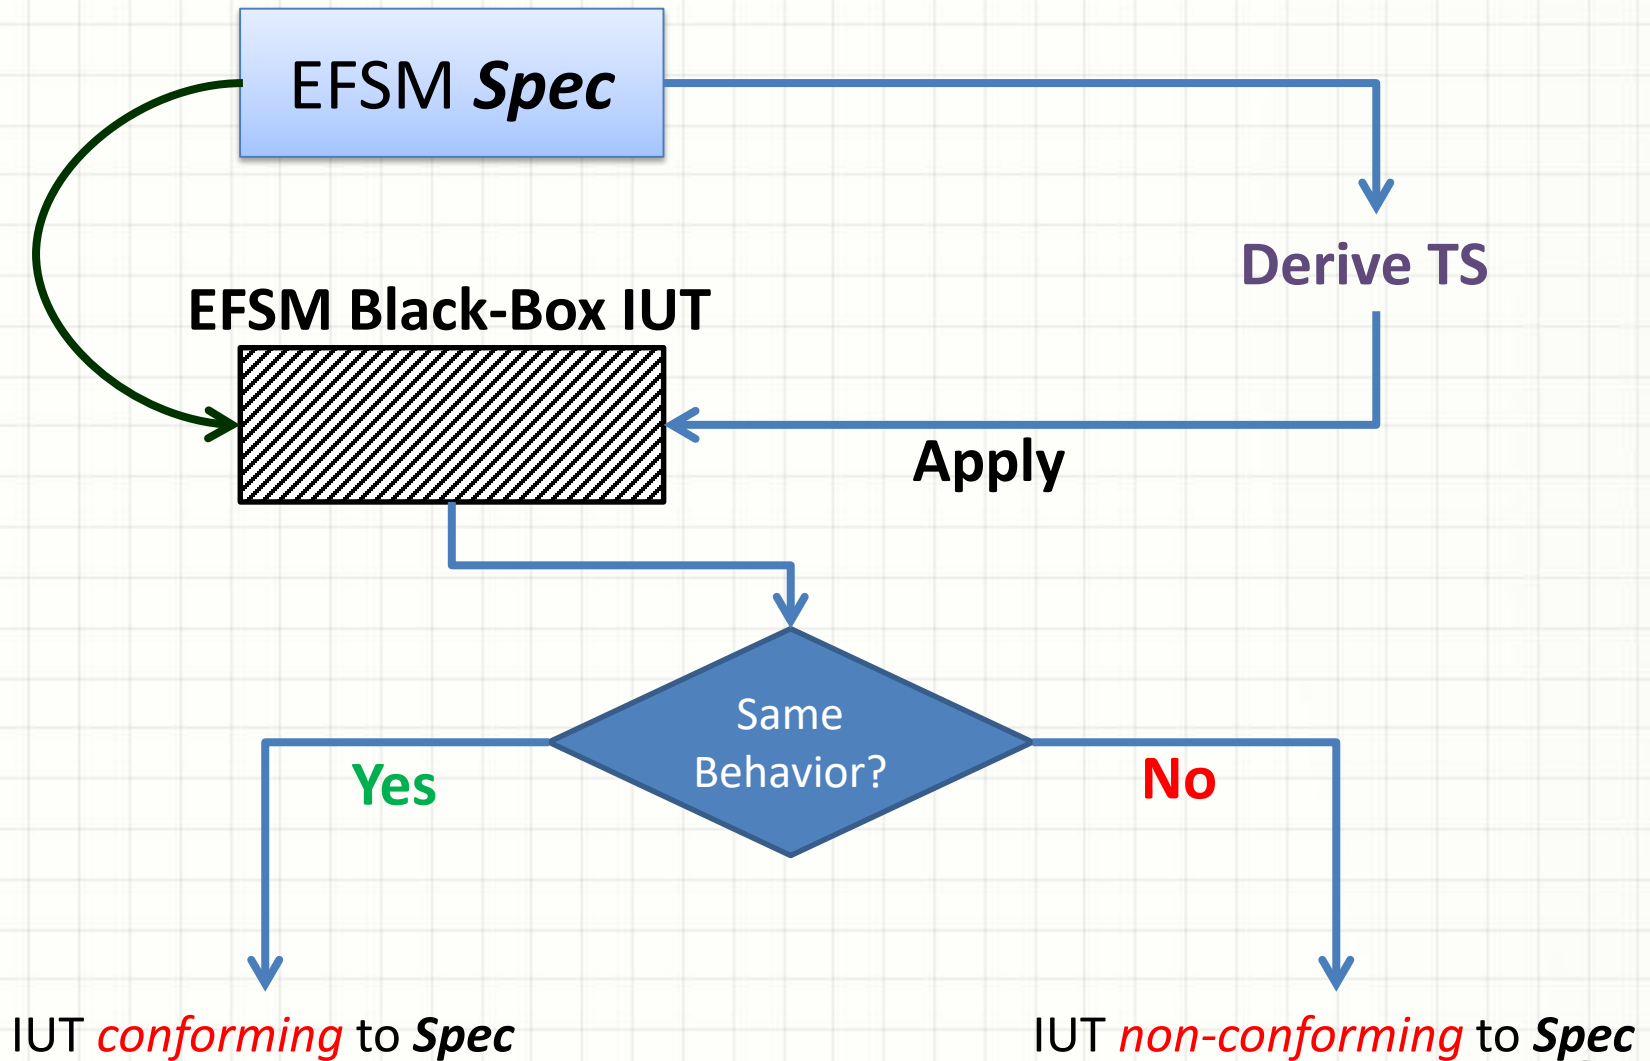 EFSM Spec
Derive TS
EFSM Black-Box IUT
Apply
Same
Behavior?
Yes
No
IUT conforming to Spec
IUT non-conforming to Spec